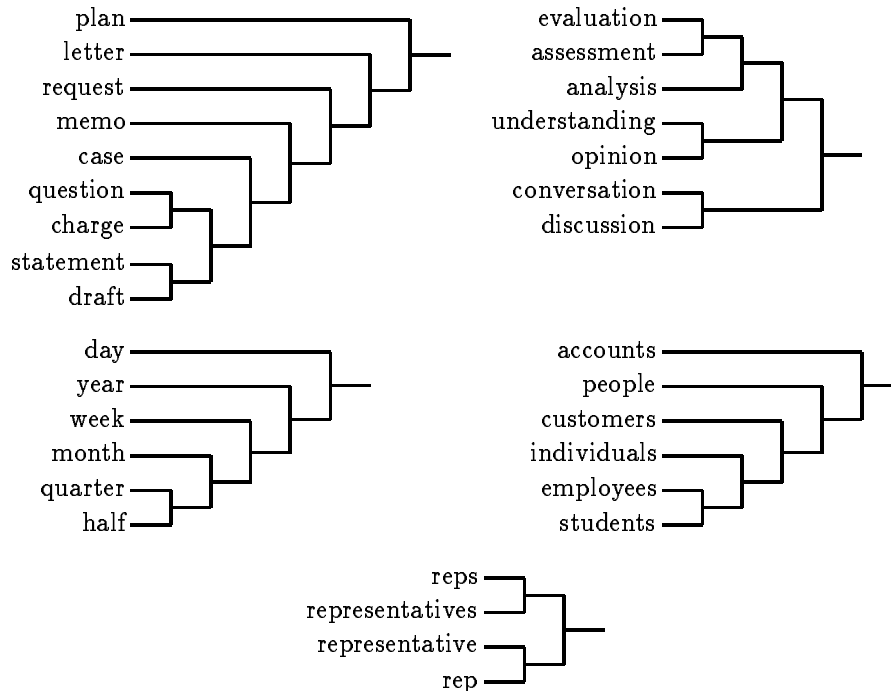 plan
letter
request
memo
case
question
charge
statement
draft
evaluation
assessment
analysis
understanding
opinion
conversation
discussion
day
year
week
month
quarter
half
accounts
people
customers
individuals
employees
students
reps
representatives
representative
rep